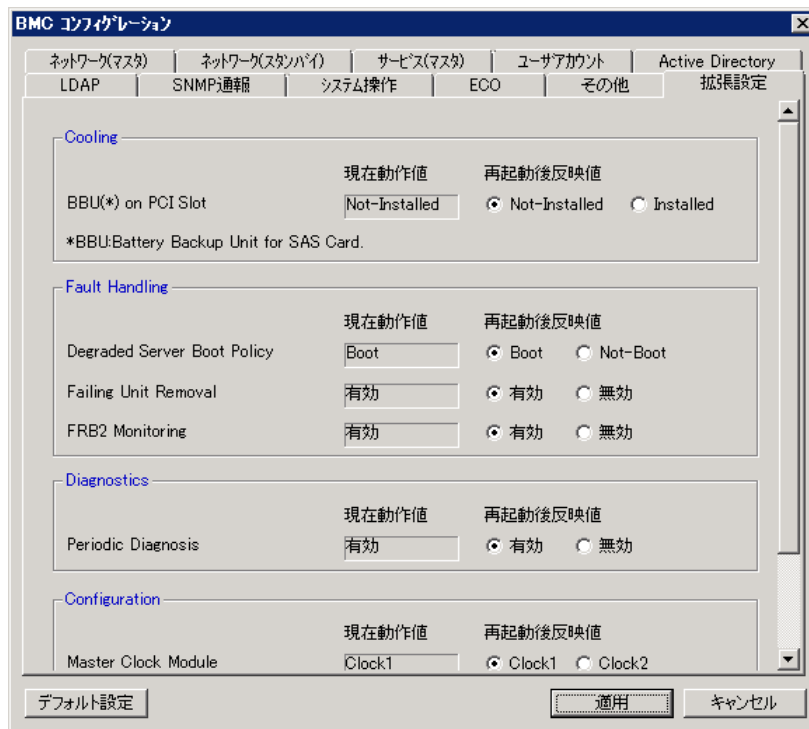 BMC コンフィグレーション
ネットワーク(マスタ) ネットワーク(スタンバイ) サービス(マスタ) ユーザアカウント Active Directory
LDAP SNMP通報 システム操作 ECO その他 拡張設定
Cooling
現在動作値 再起動後反映値
BBU(*) on PCI Slot Not-Installed Not-Installed Installed
*BBU:Battery Backup Unit for SAS Card.
Fault Handling
現在動作値 再起動後反映値
Degraded Server Boot Policy Boot Boot Not-Boot
Failing Unit Removal 有効 有効 無効
FRB2 Monitoring 有効 有効 無効
Diagnostics
現在動作値 再起動後反映値
Periodic Diagnosis 有効 有効 無効
Configuration
現在動作値 再起動後反映値
Master Clock Module Clock1 Clock1 Clock2
デフォルト設定 適用 キャンセル